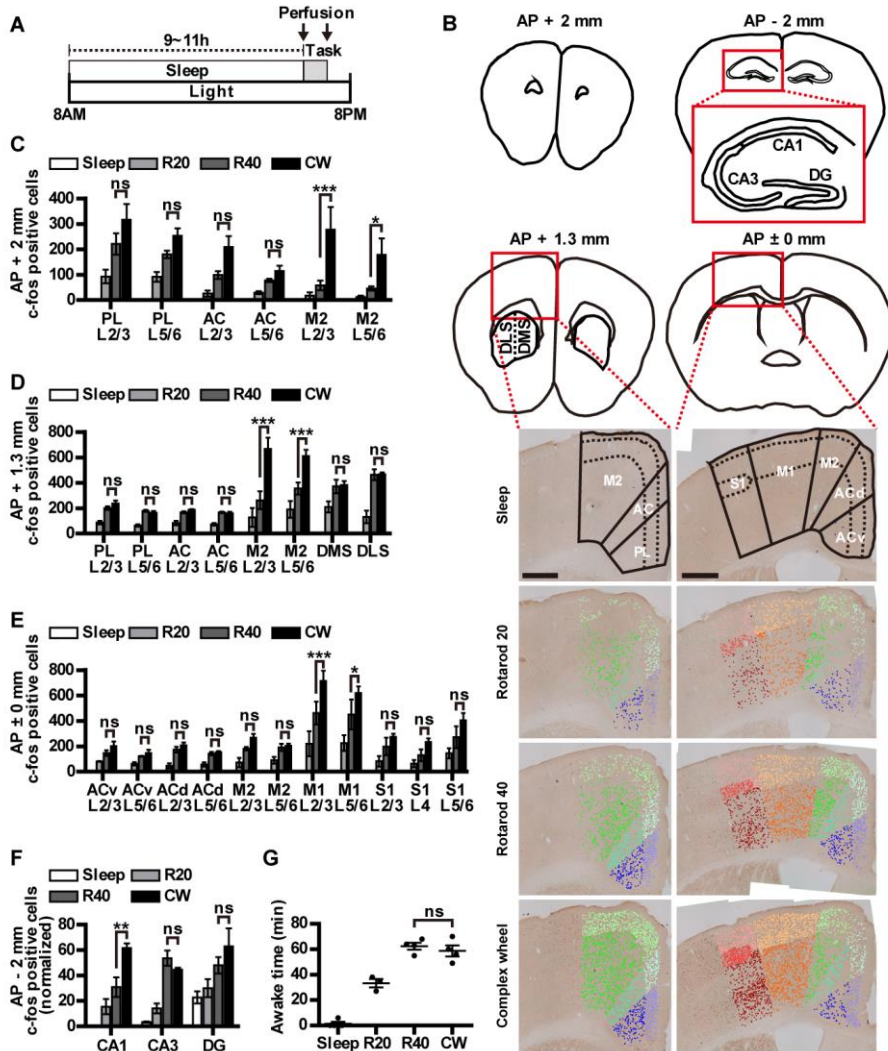 A
Perfusion
9~11h
Task
Sleep
Light
8AM
8PM
B
AP + 2 mm
AP - 2 mm
CA1
CA3
DG
AP + 1.3 mm
AP ± 0 mm
DLS
DMS
Sleep
M2
AC
PL
S1
M1
M2
ACd
ACv
Rotarod 20
Rotarod 40
Complex wheel
C
Sleep R20 R40 CW
AP + 2 mm
c-fos positive cells
400
300
200
100
0
ns ns ns ns *** *
PL PL AC AC M2 M2
L2/3 L5/6 L2/3 L5/6 L2/3 L5/6
D
Sleep R20 R40 CW
AP + 1.3 mm
c-fos positive cells
800
600
400
200
0
ns ns ns ns *** *** ns ns
PL PL AC AC M2 M2 DMS DLS
L2/3 L5/6 L2/3 L5/6 L2/3 L5/6
E
Sleep R20 R40 CW
AP ± 0 mm
c-fos positive cells
800
600
400
200
0
ns ns ns ns ns ns *** * ns ns ns
ACv ACv ACd ACd M2 M2 M1 M1 S1 S1 S1
L2/3 L5/6 L2/3 L5/6 L2/3 L5/6 L2/3 L5/6 L2/3 L4 L5/6
F
Sleep R20
R40 CW
AP - 2 mm
c-fos positive cells
(normalized)
80
60
40
20
0
** ns ns
CA1 CA3 DG
G
Awake time (min)
120
100
80
60
40
20
0
ns
Sleep R20 R40 CW